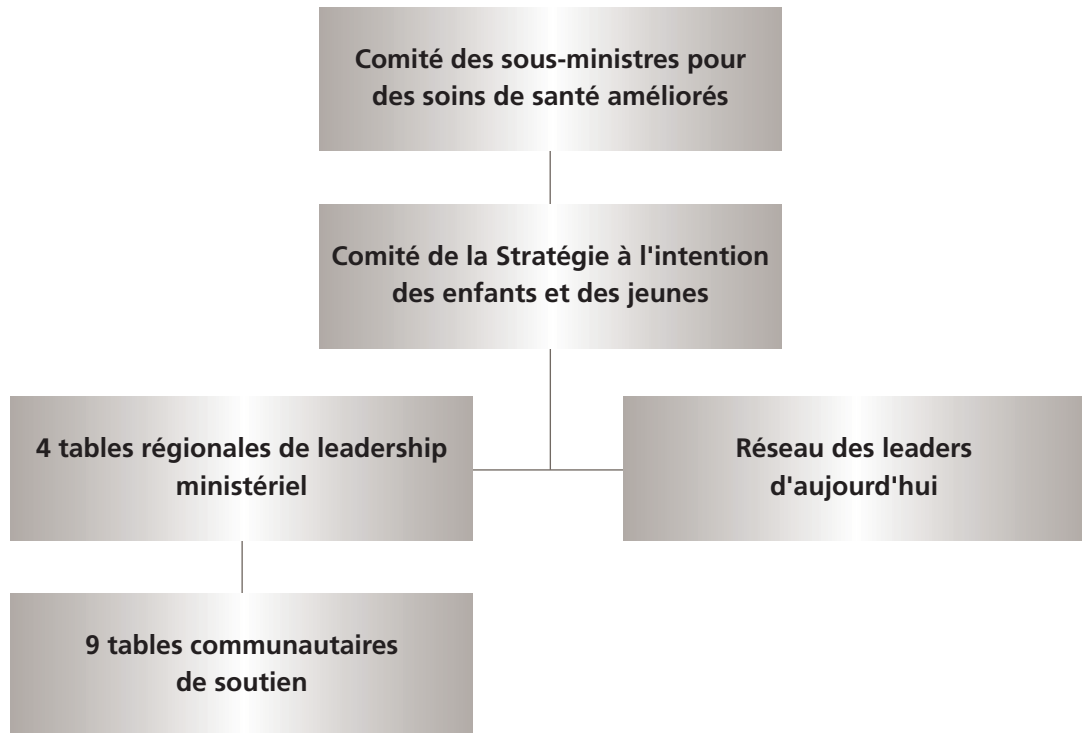 Comité des sous-ministres pour
des soins de santé améliorés
Comité de la Stratégie à l'intention
des enfants et des jeunes
4 tables régionales de leadership
ministériel
Réseau des leaders
d'aujourd'hui
9 tables communautaires
de soutien